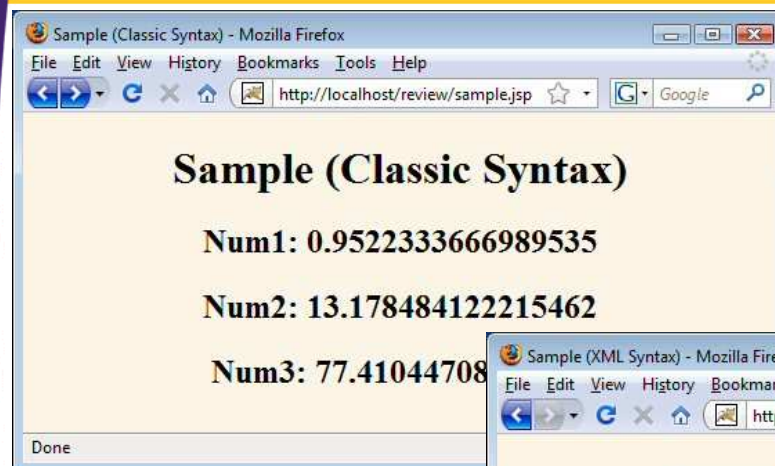 Sample (Classic Syntax) - Mozilla Firefox
File Edit View History Bookmarks Tools Help
http://localhost/review/sample.jsp G Google
Sample (Classic Syntax)
Num1: 0.9522333666989535
Num2: 13.178484122215462
Num3: 77.41044708
Done
Sample (XML Syntax) - Mozilla
File Edit View History